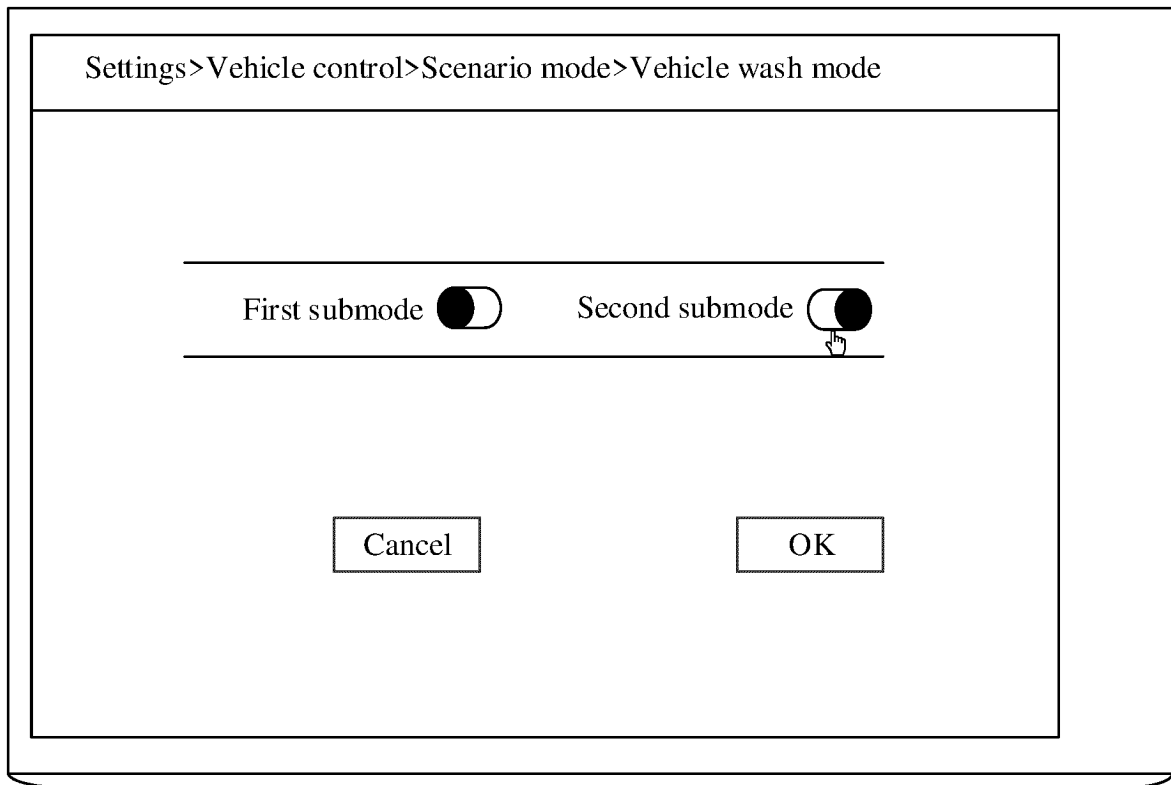 Settings>Vehicle control>Scenario mode>Vehicle wash mode
First submode Second submode
Cancel OK